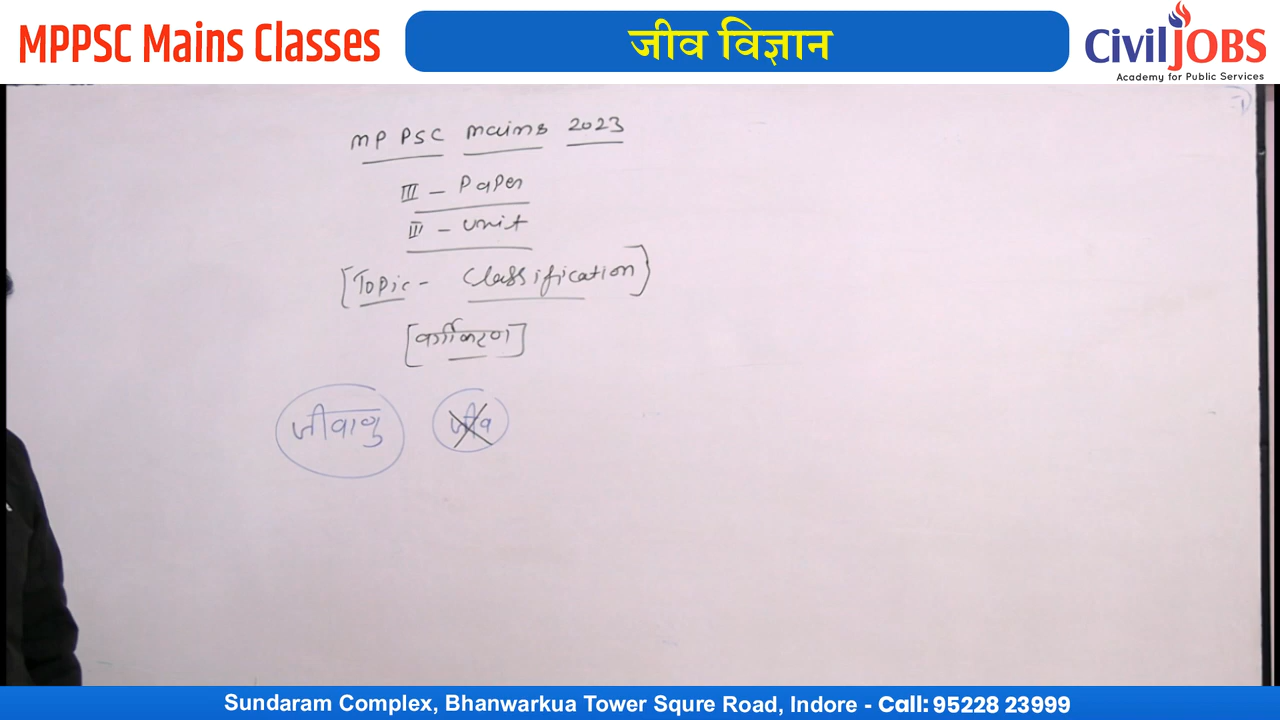 MPPSC Mains Classes
जीव विज्ञान
CivilJOBS
Academy for Public Services
MP PSC Mains 2023
III - Paper
II - Unit
[Topic - Classification]
[वर्गीकरण]
जीवाणु जीव
Sundaram Complex, Bhanwarkua Tower Squre Road, Indore - Call: 95228 23999